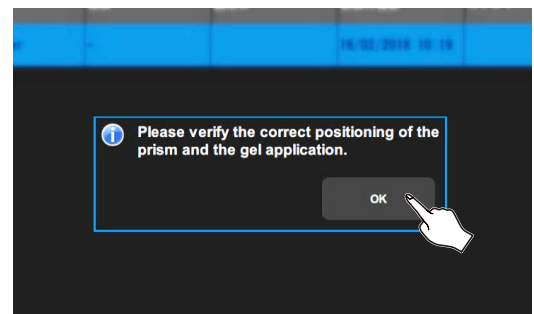 16/02/2018 10:19
Please verify the correct positioning of the
prism and the gel application.
OK